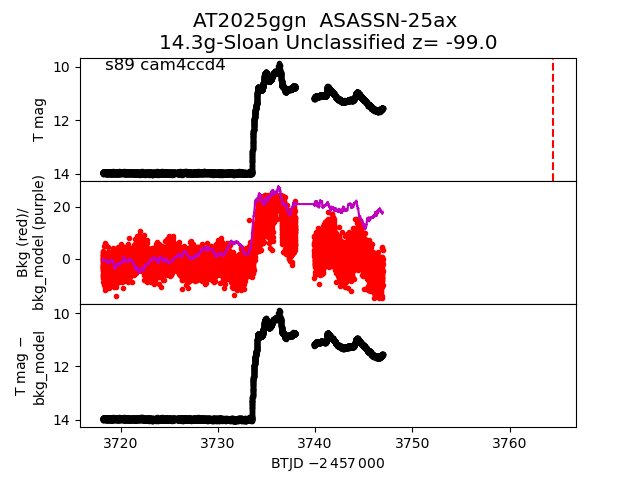 AT2025ggn ASASSN-25ax
14.3g-Sloan Unclassified z= -99.0
s89 cam4ccd4
T mag
10
12
14
Bkg (red)/
bkg_model (purple)
20
0
T mag −
bkg_model
10
12
14
3720 3730 3740 3750 3760
BTJD −2 457 000